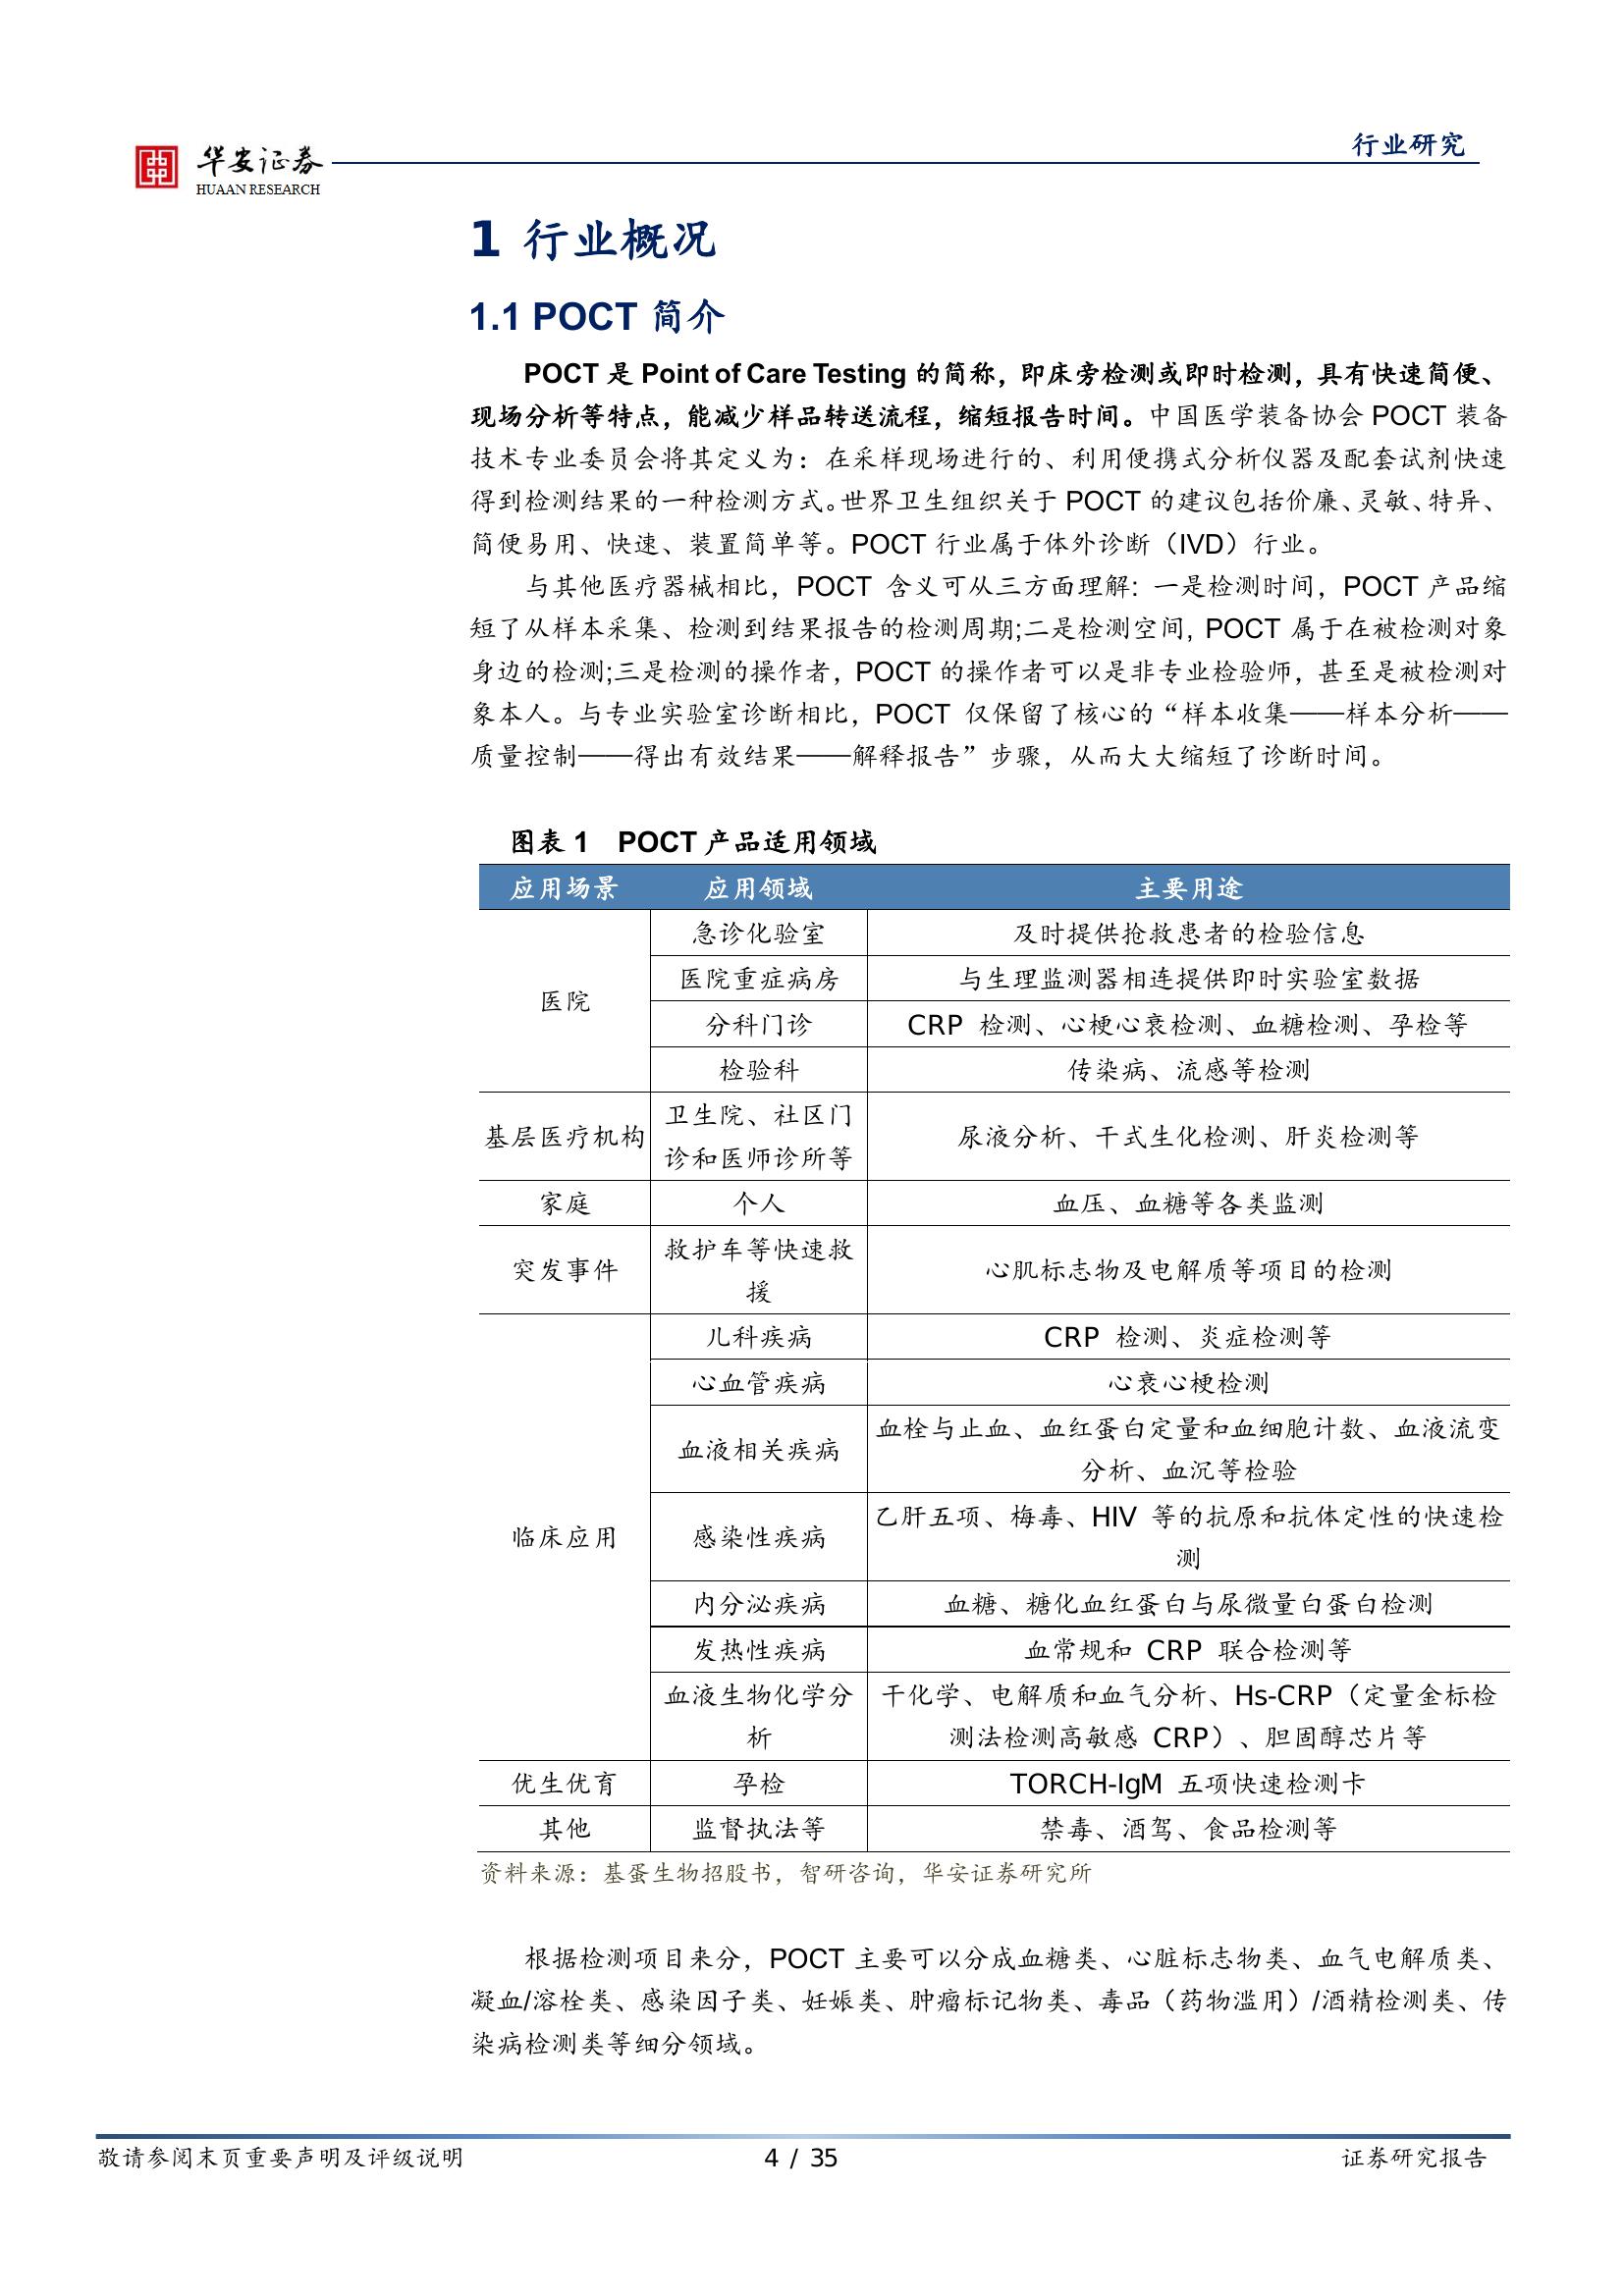 华安证券
HUAAN RESEARCH
行业研究
1 行业概况
1.1 POCT 简介
POCT 是 Point of Care Testing 的简称，即床旁检测或即时检测，具有快速简便、
现场分析等特点，能减少样品转送流程，缩短报告时间。中国医学装备协会 POCT 装备
技术专业委员会将其定义为：在采样现场进行的、利用便携式分析仪器及配套试剂快速
得到检测结果的一种检测方式。世界卫生组织关于 POCT 的建议包括价廉、灵敏、特异、
简便易用、快速、装置简单等。POCT 行业属于体外诊断（IVD）行业。
与其他医疗器械相比，POCT 含义可从三方面理解: 一是检测时间，POCT 产品缩
短了从样本采集、检测到结果报告的检测周期;二是检测空间, POCT 属于在被检测对象
身边的检测;三是检测的操作者，POCT 的操作者可以是非专业检验师，甚至是被检测对
象本人。与专业实验室诊断相比，POCT 仅保留了核心的“样本收集——样本分析——
质量控制——得出有效结果——解释报告”步骤，从而大大缩短了诊断时间。
图表 1 POCT 产品适用领域
应用场景 应用领域 主要用途
医院
急诊化验室 及时提供抢救患者的检验信息
医院重症病房 与生理监测器相连提供即时实验室数据
分科门诊 CRP 检测、心梗心衰检测、血糖检测、孕检等
检验科 传染病、流感等检测
基层医疗机构
卫生院、社区门
诊和医师诊所等
尿液分析、干式生化检测、肝炎检测等
家庭 个人 血压、血糖等各类监测
突发事件
救护车等快速救
援
心肌标志物及电解质等项目的检测
临床应用
儿科疾病 CRP 检测、炎症检测等
心血管疾病 心衰心梗检测
血液相关疾病
血栓与止血、血红蛋白定量和血细胞计数、血液流变
分析、血沉等检验
感染性疾病
乙肝五项、梅毒、HIV 等的抗原和抗体定性的快速检
测
内分泌疾病 血糖、糖化血红蛋白与尿微量白蛋白检测
发热性疾病 血常规和 CRP 联合检测等
血液生物化学分
析
干化学、电解质和血气分析、Hs-CRP（定量金标检
测法检测高敏感 CRP）、胆固醇芯片等
优生优育 孕检 TORCH-IgM 五项快速检测卡
其他 监督执法等 禁毒、酒驾、食品检测等
资料来源：基蛋生物招股书，智研咨询，华安证券研究所
根据检测项目来分，POCT 主要可以分成血糖类、心脏标志物类、血气电解质类、
凝血/溶栓类、感染因子类、妊娠类、肿瘤标记物类、毒品（药物滥用）/酒精检测类、传
染病检测类等细分领域。
敬请参阅末页重要声明及评级说明 4 / 35 证券研究报告